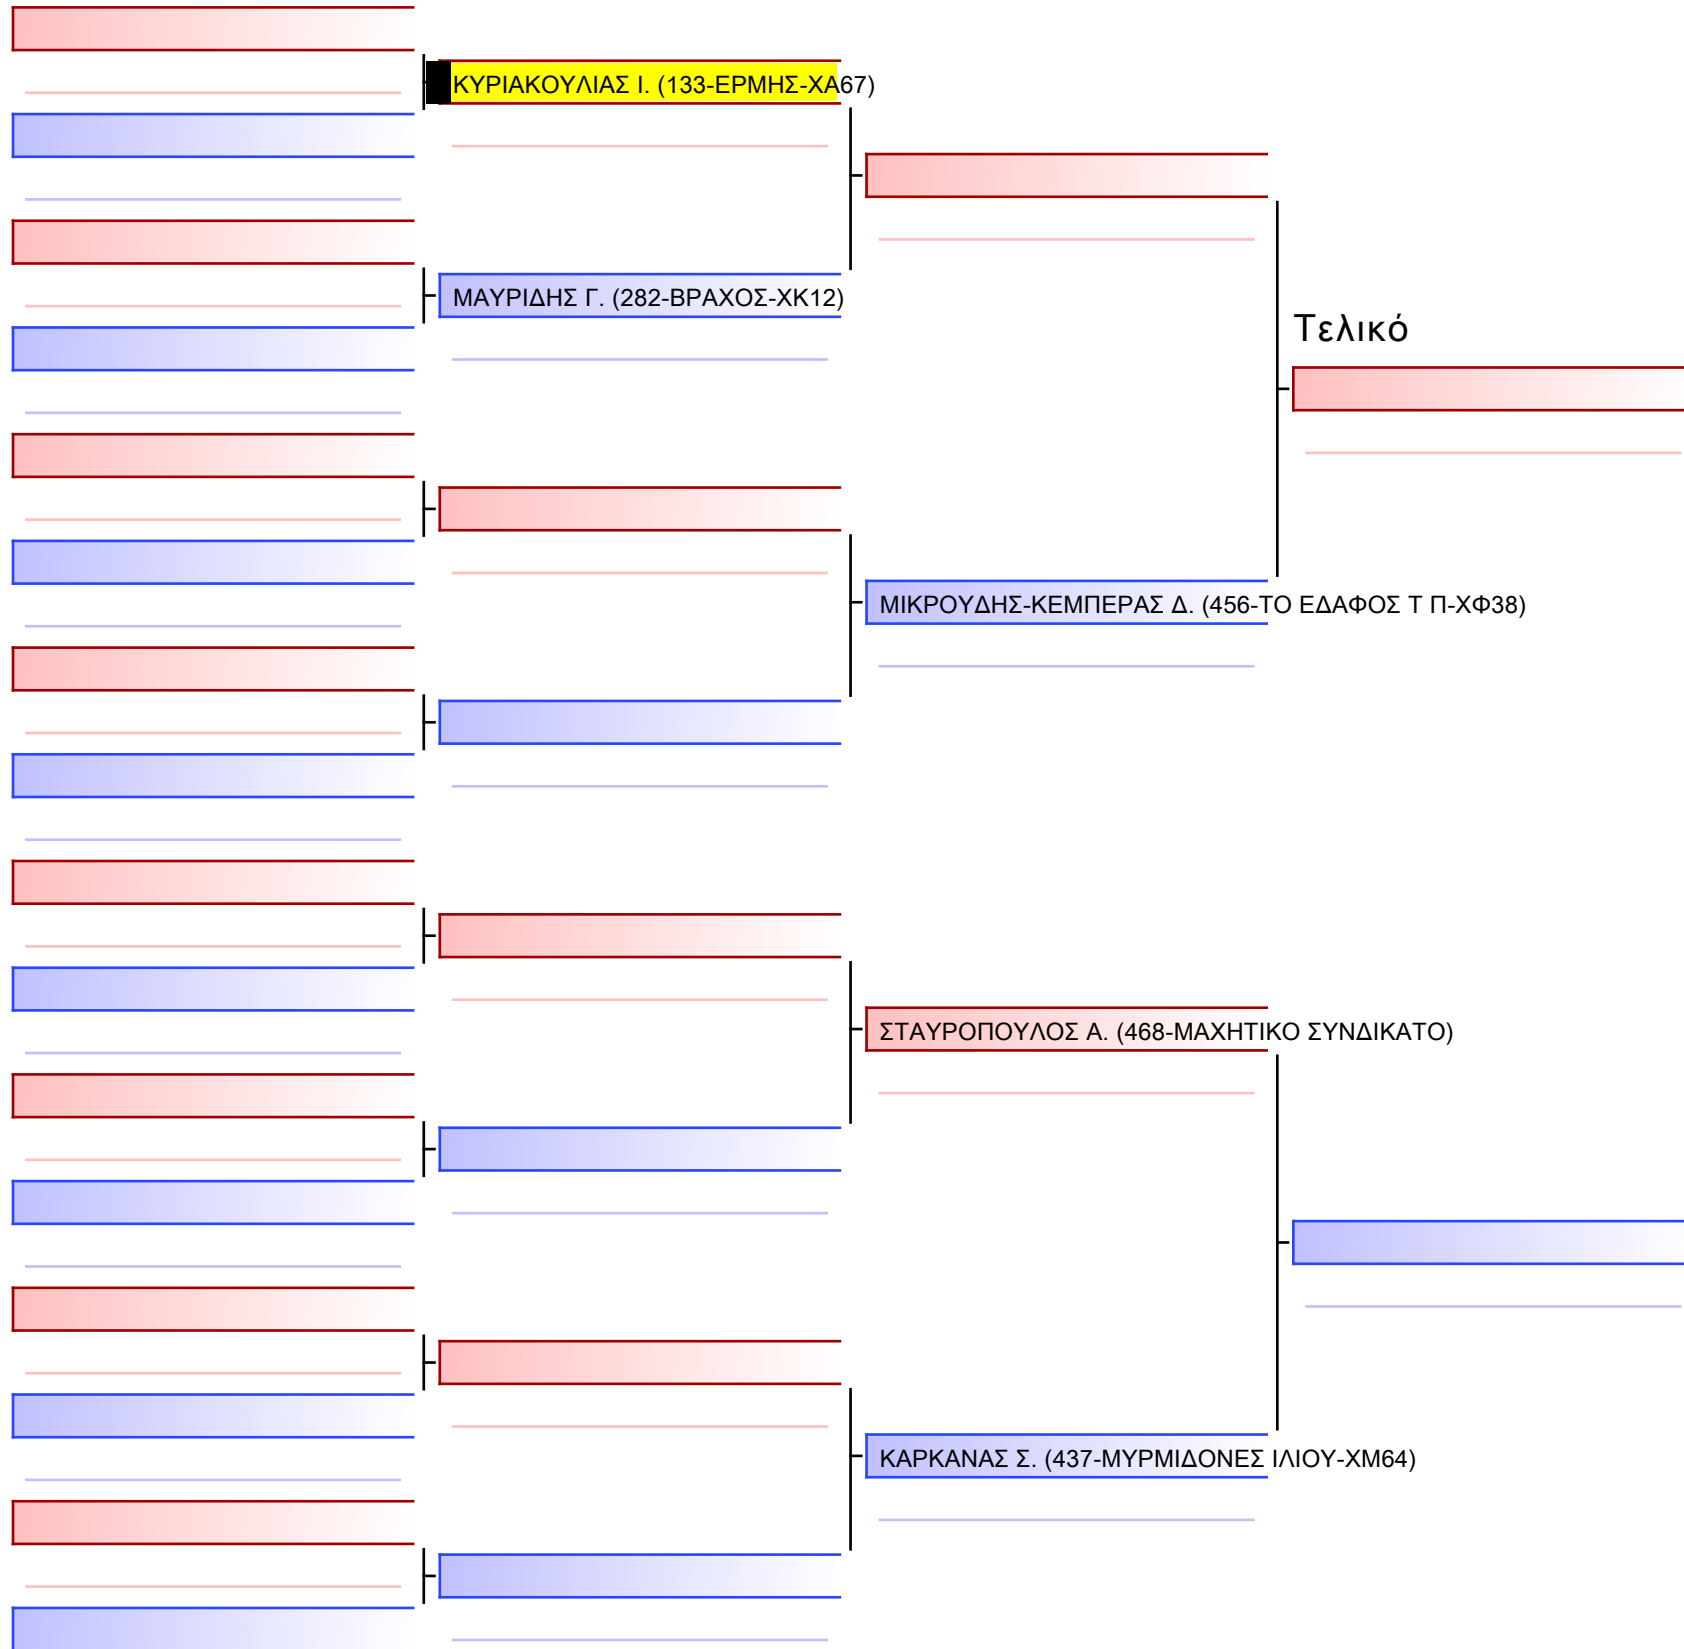 ΚΥΡΙΑΚΟΥΛΙΑΣ Ι. (133-ΕΡΜΗΣ-ΧΑ67)
ΜΑΥΡΙΔΗΣ Γ. (282-ΒΡΑΧΟΣ-ΧΚ12)
Τελικό
ΜΙΚΡΟΥΔΗΣ-ΚΕΜΠΕΡΑΣ Δ. (456-ΤΟ ΕΔΑΦΟΣ Τ Π-ΧΦ38)
ΣΤΑΥΡΟΠΟΥΛΟΣ Α. (468-ΜΑΧΗΤΙΚΟ ΣΥΝΔΙΚΑΤΟ)
ΚΑΡΚΑΝΑΣ Σ. (437-ΜΥΡΜΙΔΟΝΕΣ ΙΛΙΟΥ-ΧΜ64)